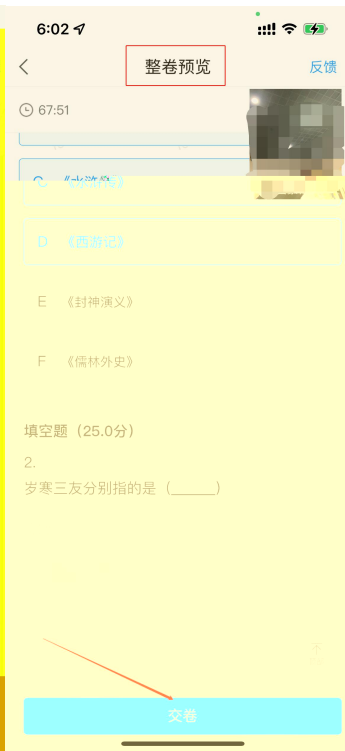 6:02
整卷预览
反馈
67:51
C 《水浒传》
D 《西游记》
E 《封神演义》
F 《儒林外史》
填空题（25.0分）
2.
岁寒三友分别指的是（______）
交卷